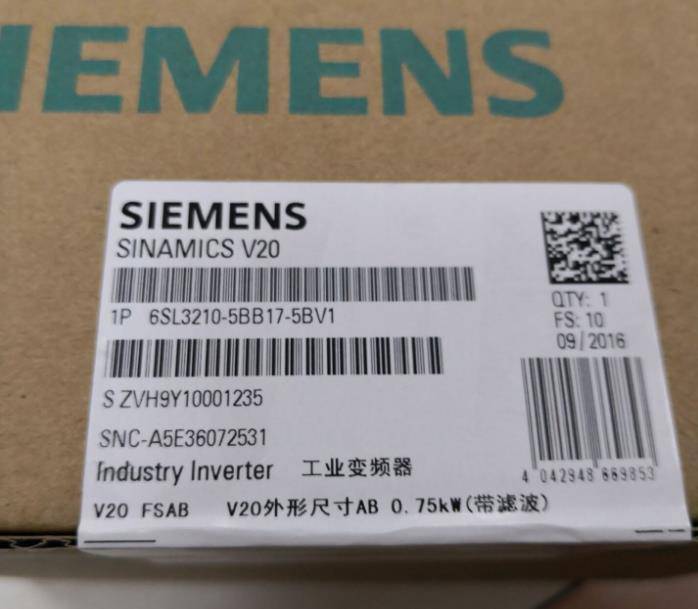 SIEMENS
SIEMENS
SINAMICS V20
1P 6SL3210-5BB17-5BV1
QTY: 1
FS: 10
09/2016
S ZVH9Y10001235
SNC-A5E36072531
Industry Inverter 工业变频器
4 042948 669853
V20 FSAB V20外形尺寸AB 0.75kW(带滤波)